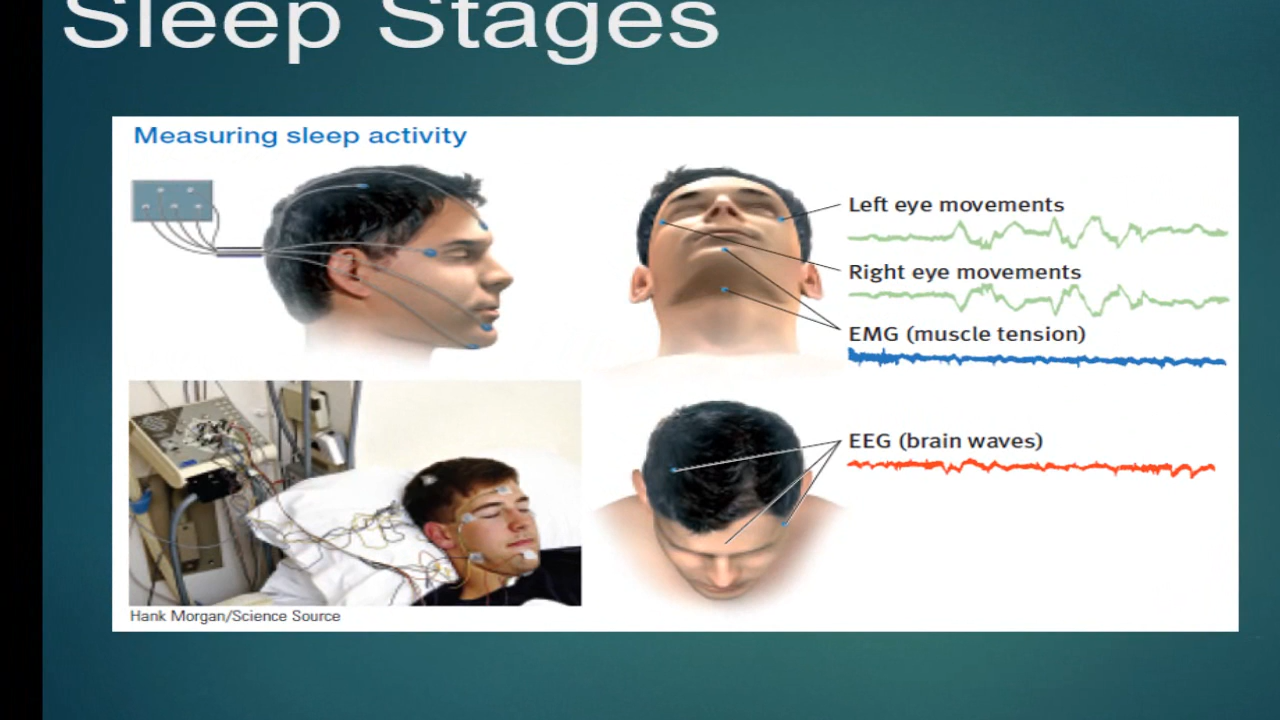 Sleep Stages
Measuring sleep activity
Left eye movements
Right eye movements
EMG (muscle tension)
EEG (brain waves)
Hank Morgan/Science Source